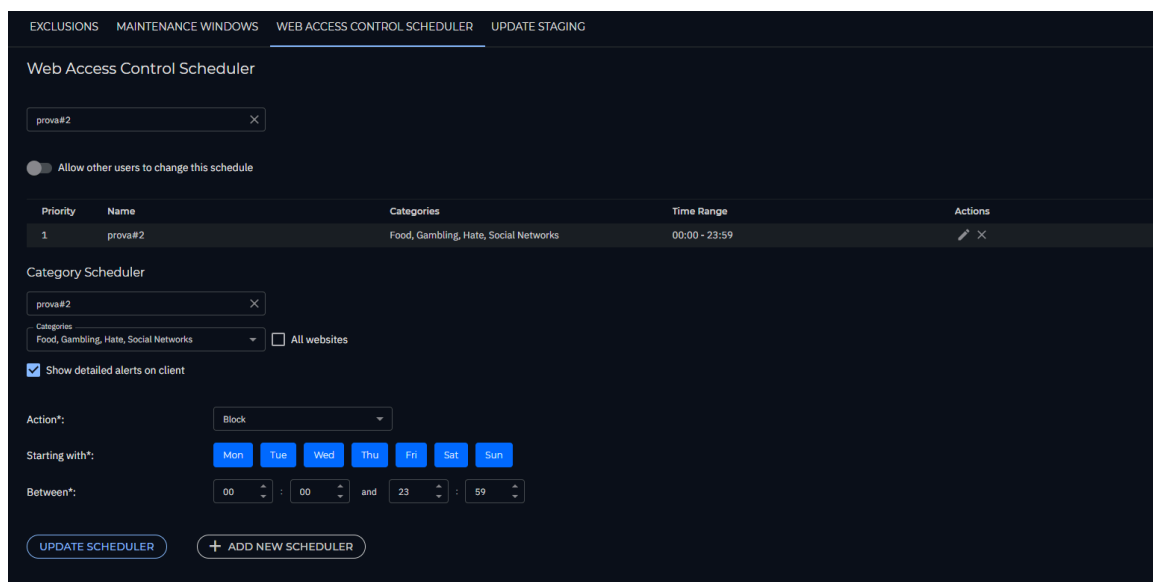 EXCLUSIONS MAINTENANCE WINDOWS WEB ACCESS CONTROL SCHEDULER UPDATE STAGING
Web Access Control Scheduler
prova#2
Allow other users to change this schedule
Priority Name Categories Time Range Actions
1 prova#2 Food, Gambling, Hate, Social Networks 00:00 - 23:59
Category Scheduler
prova#2
Categories
Food, Gambling, Hate, Social Networks All websites
Show detailed alerts on client
Action*: Block
Starting with*: Mon Tue Wed Thu Fri Sat Sun
Between*: 00 : 00 and 23 : 59
UPDATE SCHEDULER + ADD NEW SCHEDULER